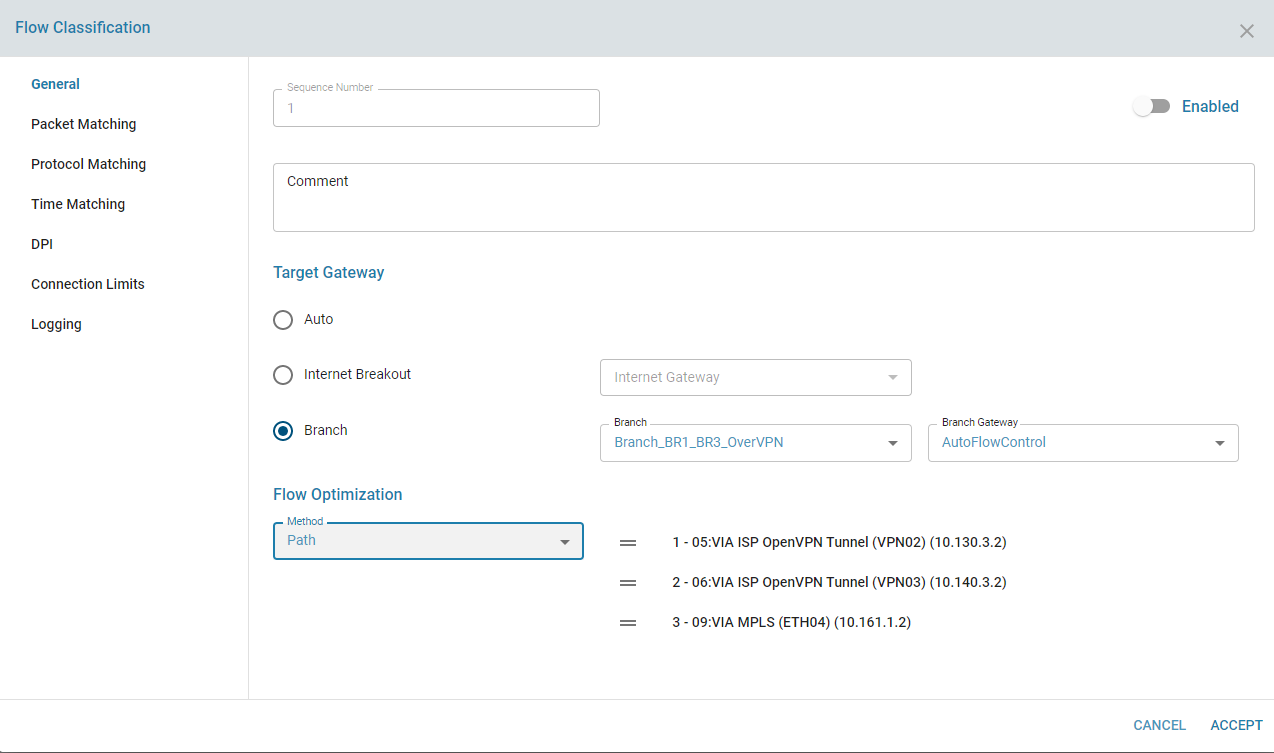 Flow Classification
General
Packet Matching
Protocol Matching
Time Matching
DPI
Connection Limits
Logging
Sequence Number
1
Enabled
Comment
Target Gateway
Auto
Internet Breakout
Internet Gateway
Branch
Branch
Branch_BR1_BR3_OverVPN
Branch Gateway
AutoFlowControl
Flow Optimization
Method
Path
1 - 05:VIA ISP OpenVPN Tunnel (VPN02) (10.130.3.2)
2 - 06:VIA ISP OpenVPN Tunnel (VPN03) (10.140.3.2)
3 - 09:VIA MPLS (ETH04) (10.161.1.2)
CANCEL
ACCEPT